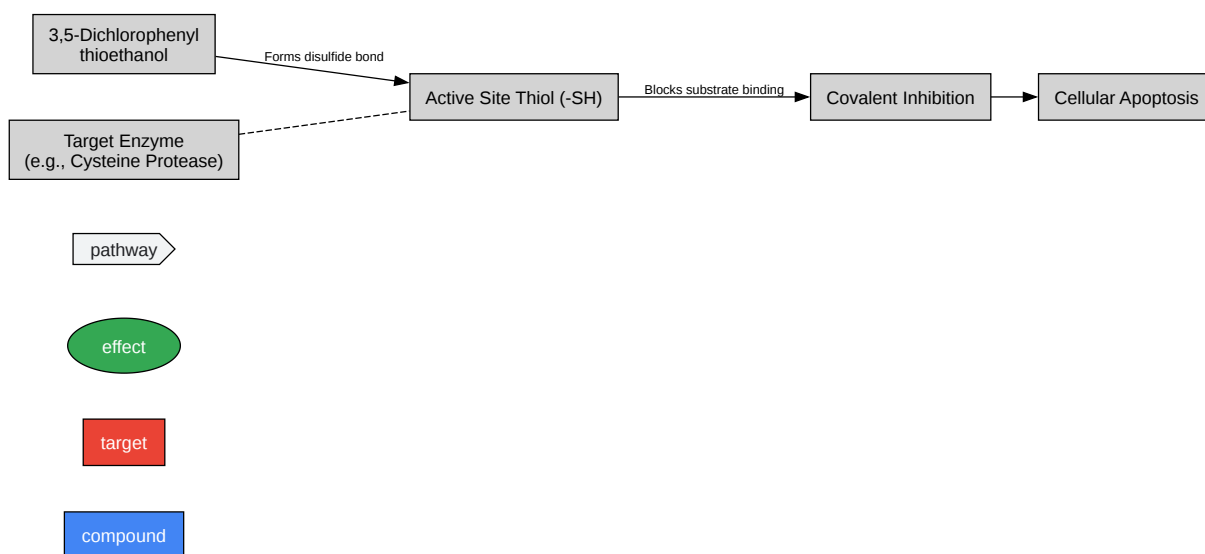 3,5-Dichlorophenyl
thioethanol
Forms disulfide bond
Target Enzyme
(e.g., Cysteine Protease)
Active Site Thiol (-SH)
Blocks substrate binding
Covalent Inhibition
Cellular Apoptosis
pathway
effect
target
compound